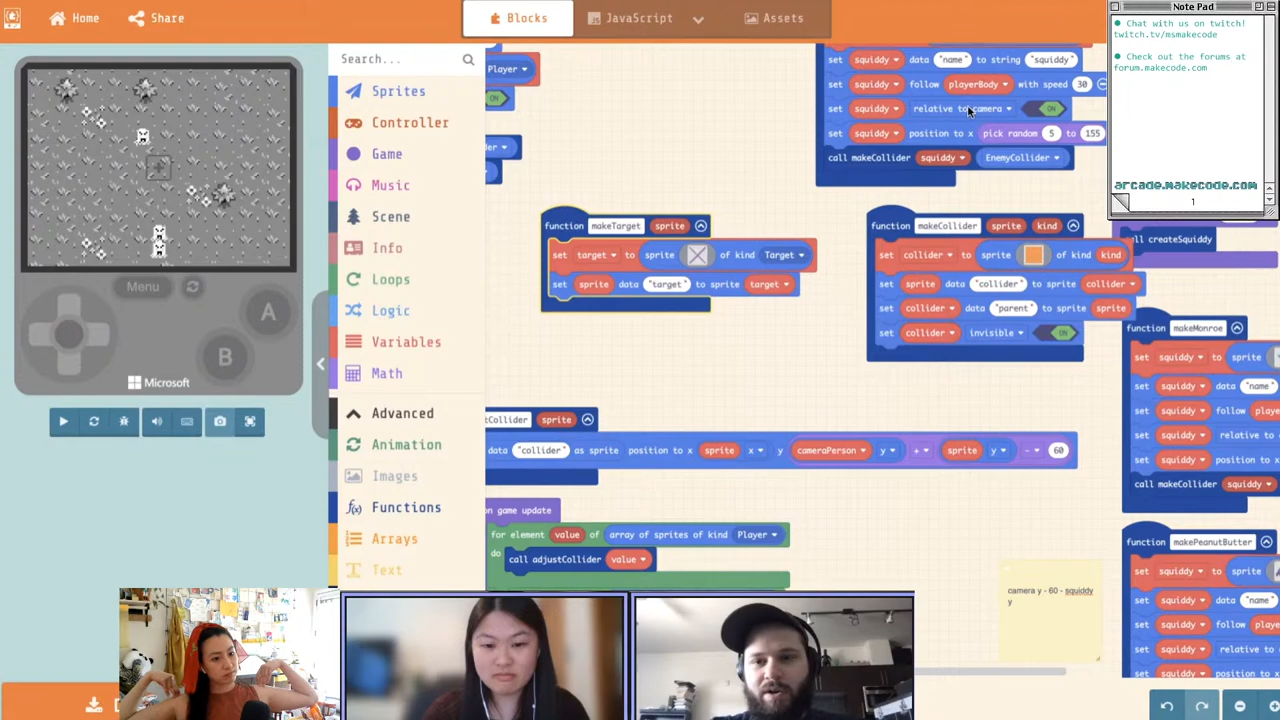 Home
Share
Blocks
JavaScript
Assets
Note Pad
Chat with us on twitch!
twitch.tv/msmakecode
Check out the forums at
forum.makecode.com
arcade.makecode.com
1
Menu
A
B
Microsoft
Search...
Sprites
Controller
Game
Music
Scene
Info
Loops
Logic
Variables
Math
Advanced
Animation
Images
Functions
Arrays
Text
Player
ON
set squiddy data "name" to string "squiddy"
set squiddy follow playerBody with speed 30
set squiddy relative to camera ON
set squiddy position to x pick random 5 to 155
call makeCollider squiddy EnemyCollider
function makeTarget sprite
set target to sprite of kind Target
set sprite data "target" to sprite target
function makeCollider sprite kind
set collider to sprite of kind kind
set sprite data "collider" to sprite collider
set collider data "parent" to sprite sprite
set collider invisible ON
call createSquiddy
function makeMonroe
set squiddy to sprite
set squiddy data "name"
set squiddy follow playe
set squiddy relative to
set squiddy position
call makeCollider squiddy
tCollider sprite
data "collider" as sprite position to x sprite x y cameraPerson y + sprite y - 60
on game update
for element value of array of sprites of kind Player
do call adjustCollider value
camera y - 60 - squiddy
y
function makePeanutButter
set squiddy to sprite
set squiddy data "name"
set squiddy follow playe
set squiddy relative to
set squiddy position